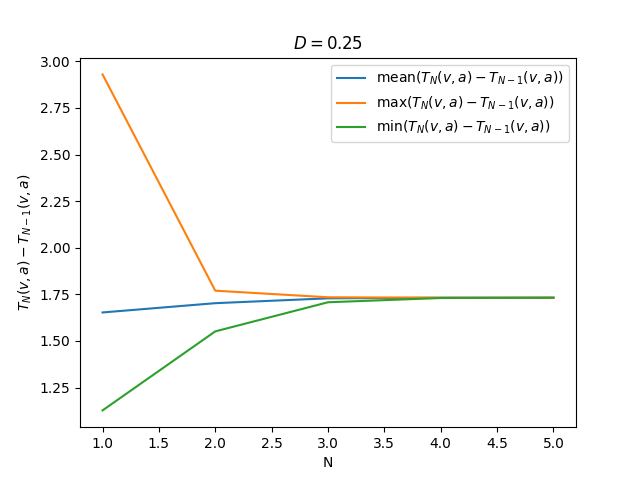 D = 0.25
3.00
2.75
2.50
2.25
2.00
1.75
1.50
1.25
T_N(v, a) − T_{N−1}(v, a)
mean(T_N(v, a) − T_{N−1}(v, a))
max(T_N(v, a) − T_{N−1}(v, a))
min(T_N(v, a) − T_{N−1}(v, a))
1.0 1.5 2.0 2.5 3.0 3.5 4.0 4.5 5.0
N